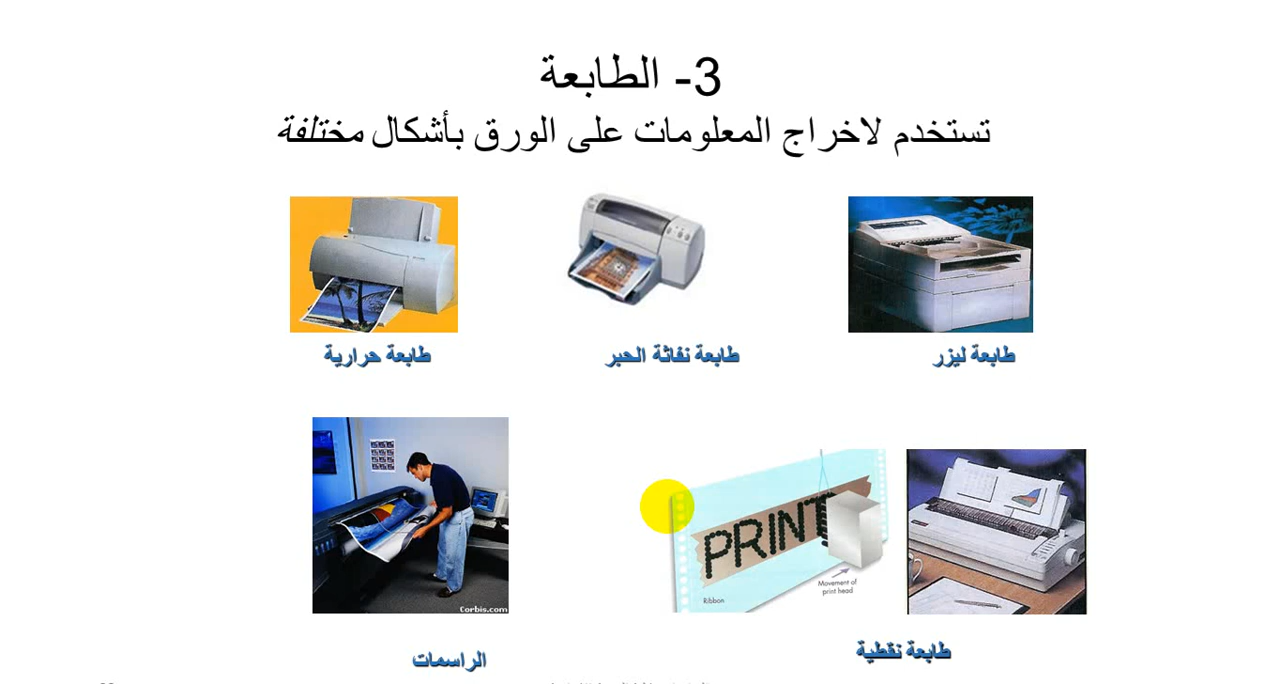 3- الطابعة
تستخدم لاخراج المعلومات على الورق بأشكال مختلفة
طابعة ليزر
طابعة نفاثة الحبر
طابعة حرارية
PRINT
Movement of
print head
Ribbon
Corbis.com
طابعة نقطية
الراسمات